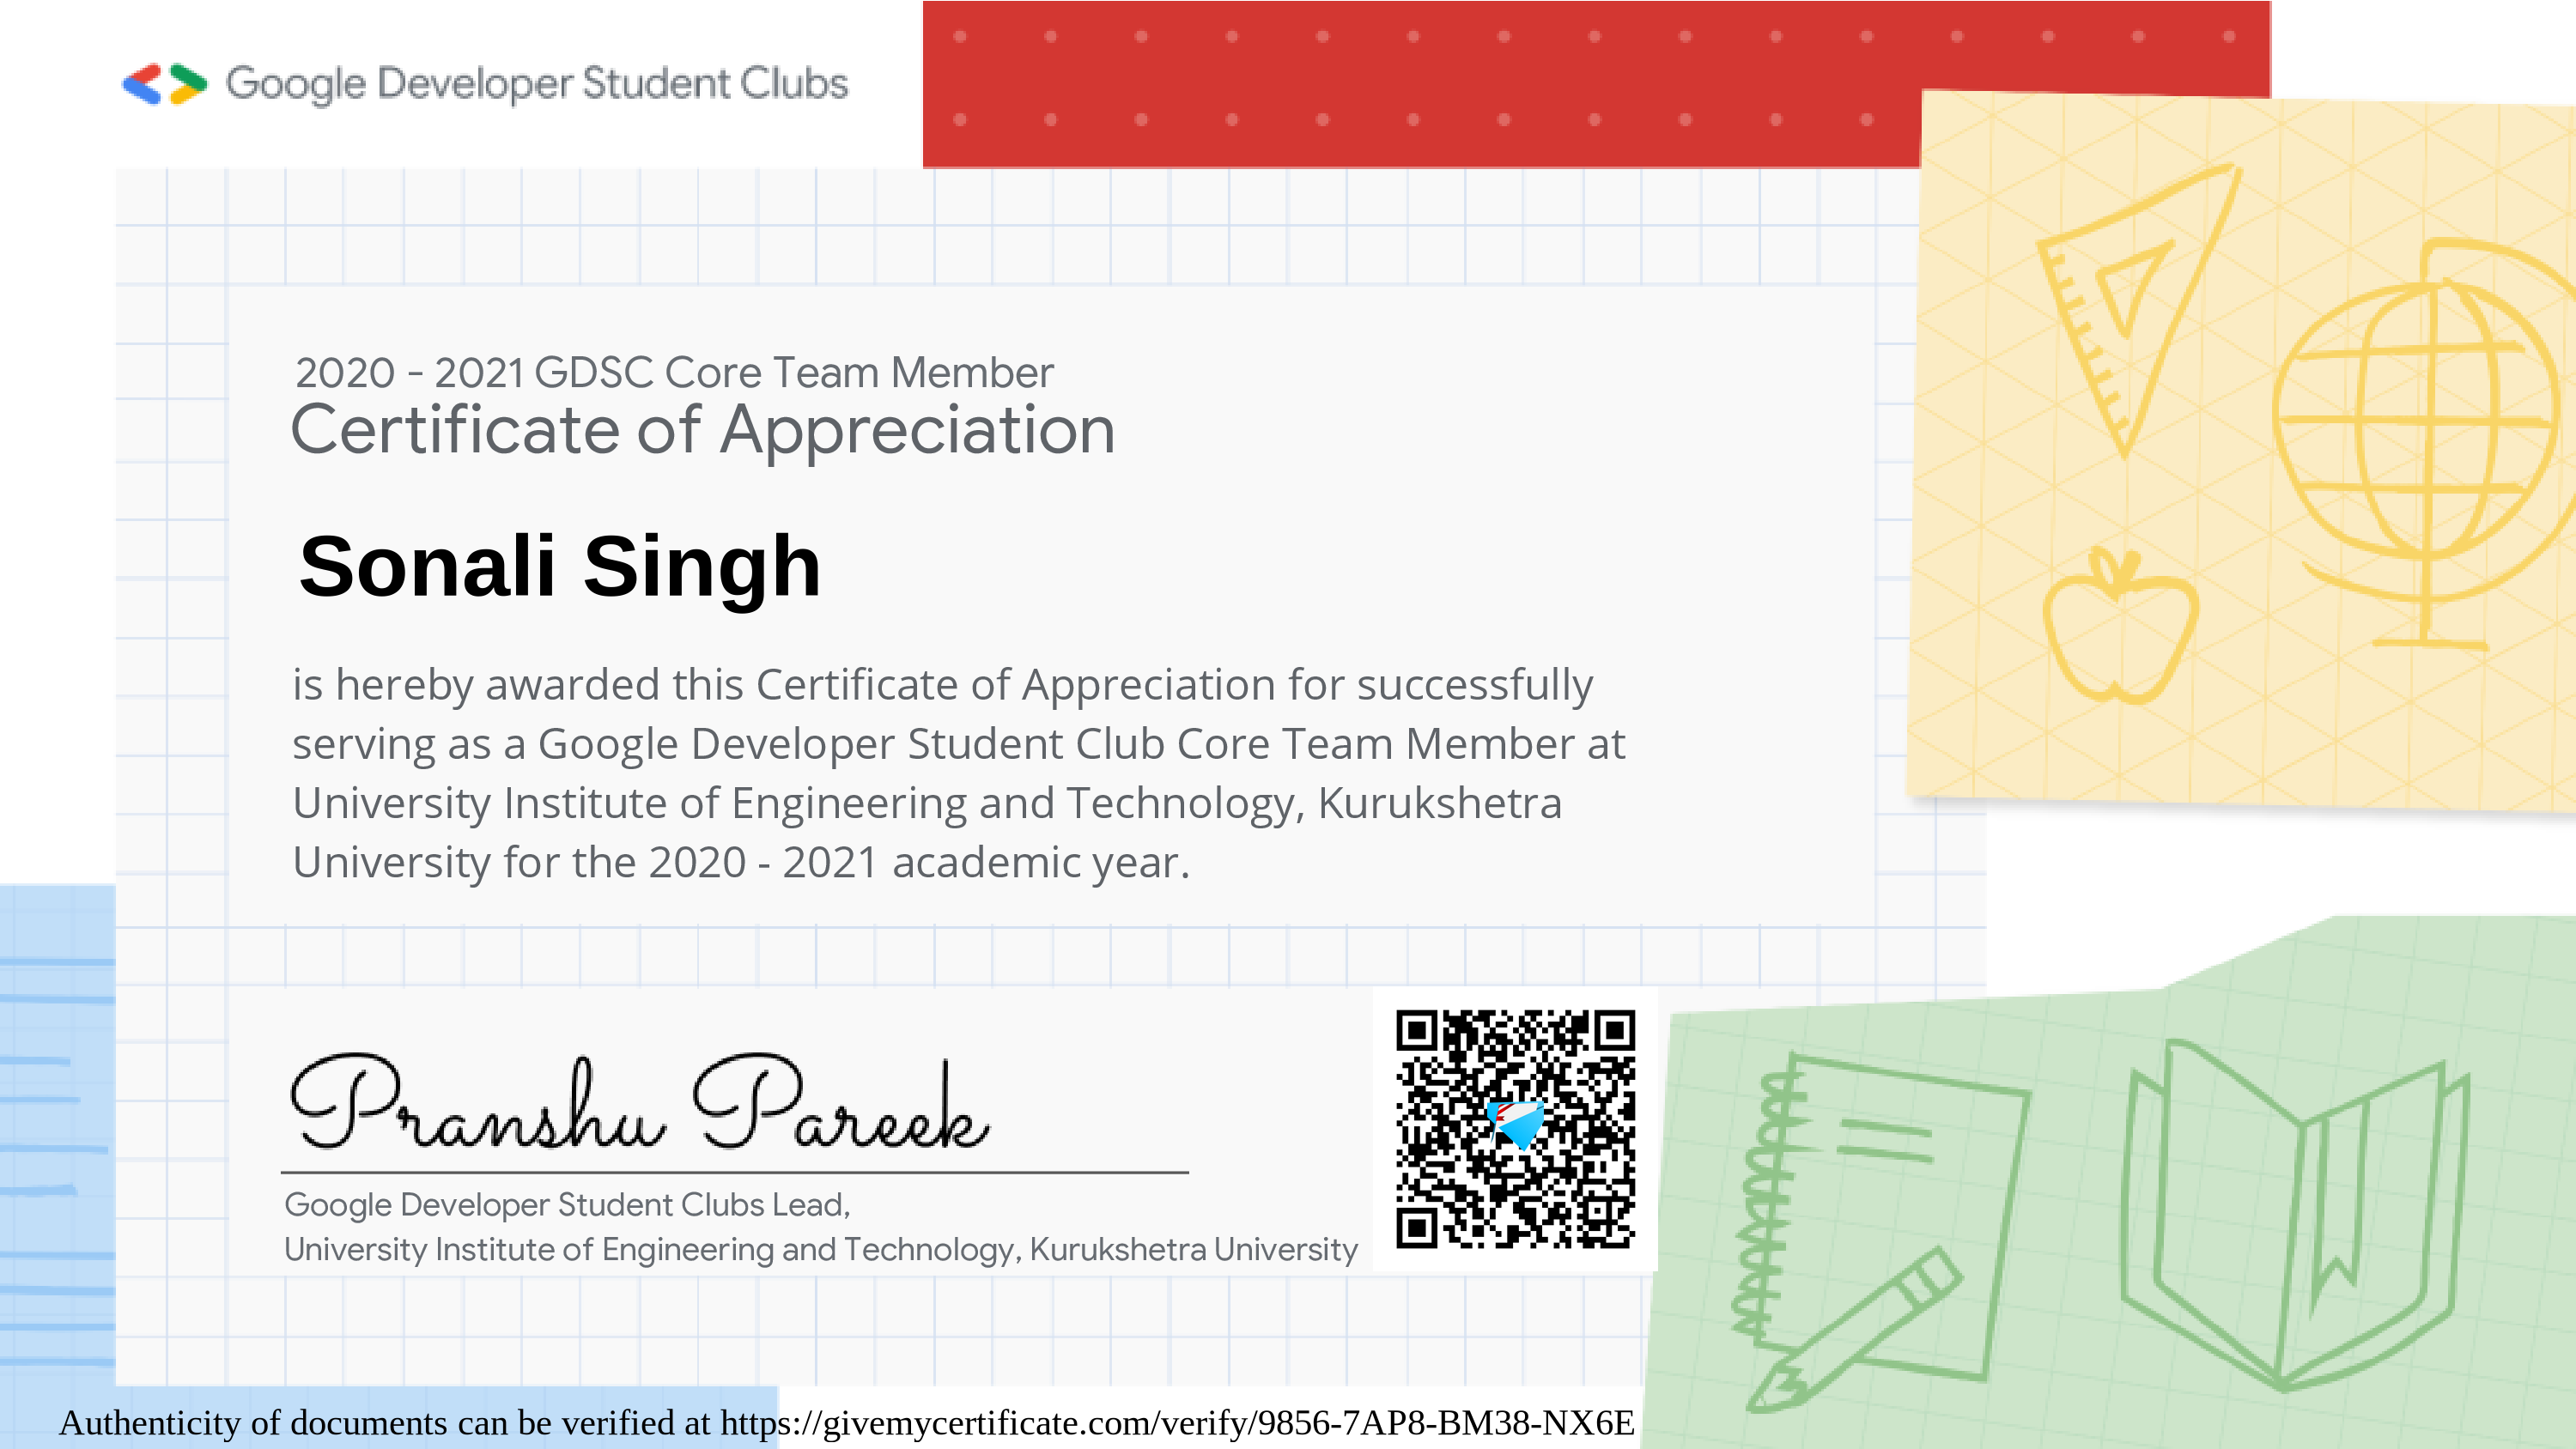 Google Developer Student Clubs
2020 - 2021 GDSC Core Team Member
Certificate of Appreciation
Sonali Singh
is hereby awarded this Certificate of Appreciation for successfully
serving as a Google Developer Student Club Core Team Member at
University Institute of Engineering and Technology, Kurukshetra
University for the 2020 - 2021 academic year.
Pranshu Pareek
Google Developer Student Clubs Lead,
University Institute of Engineering and Technology, Kurukshetra University
Authenticity of documents can be verified at https://givemycertificate.com/verify/9856-7AP8-BM38-NX6E